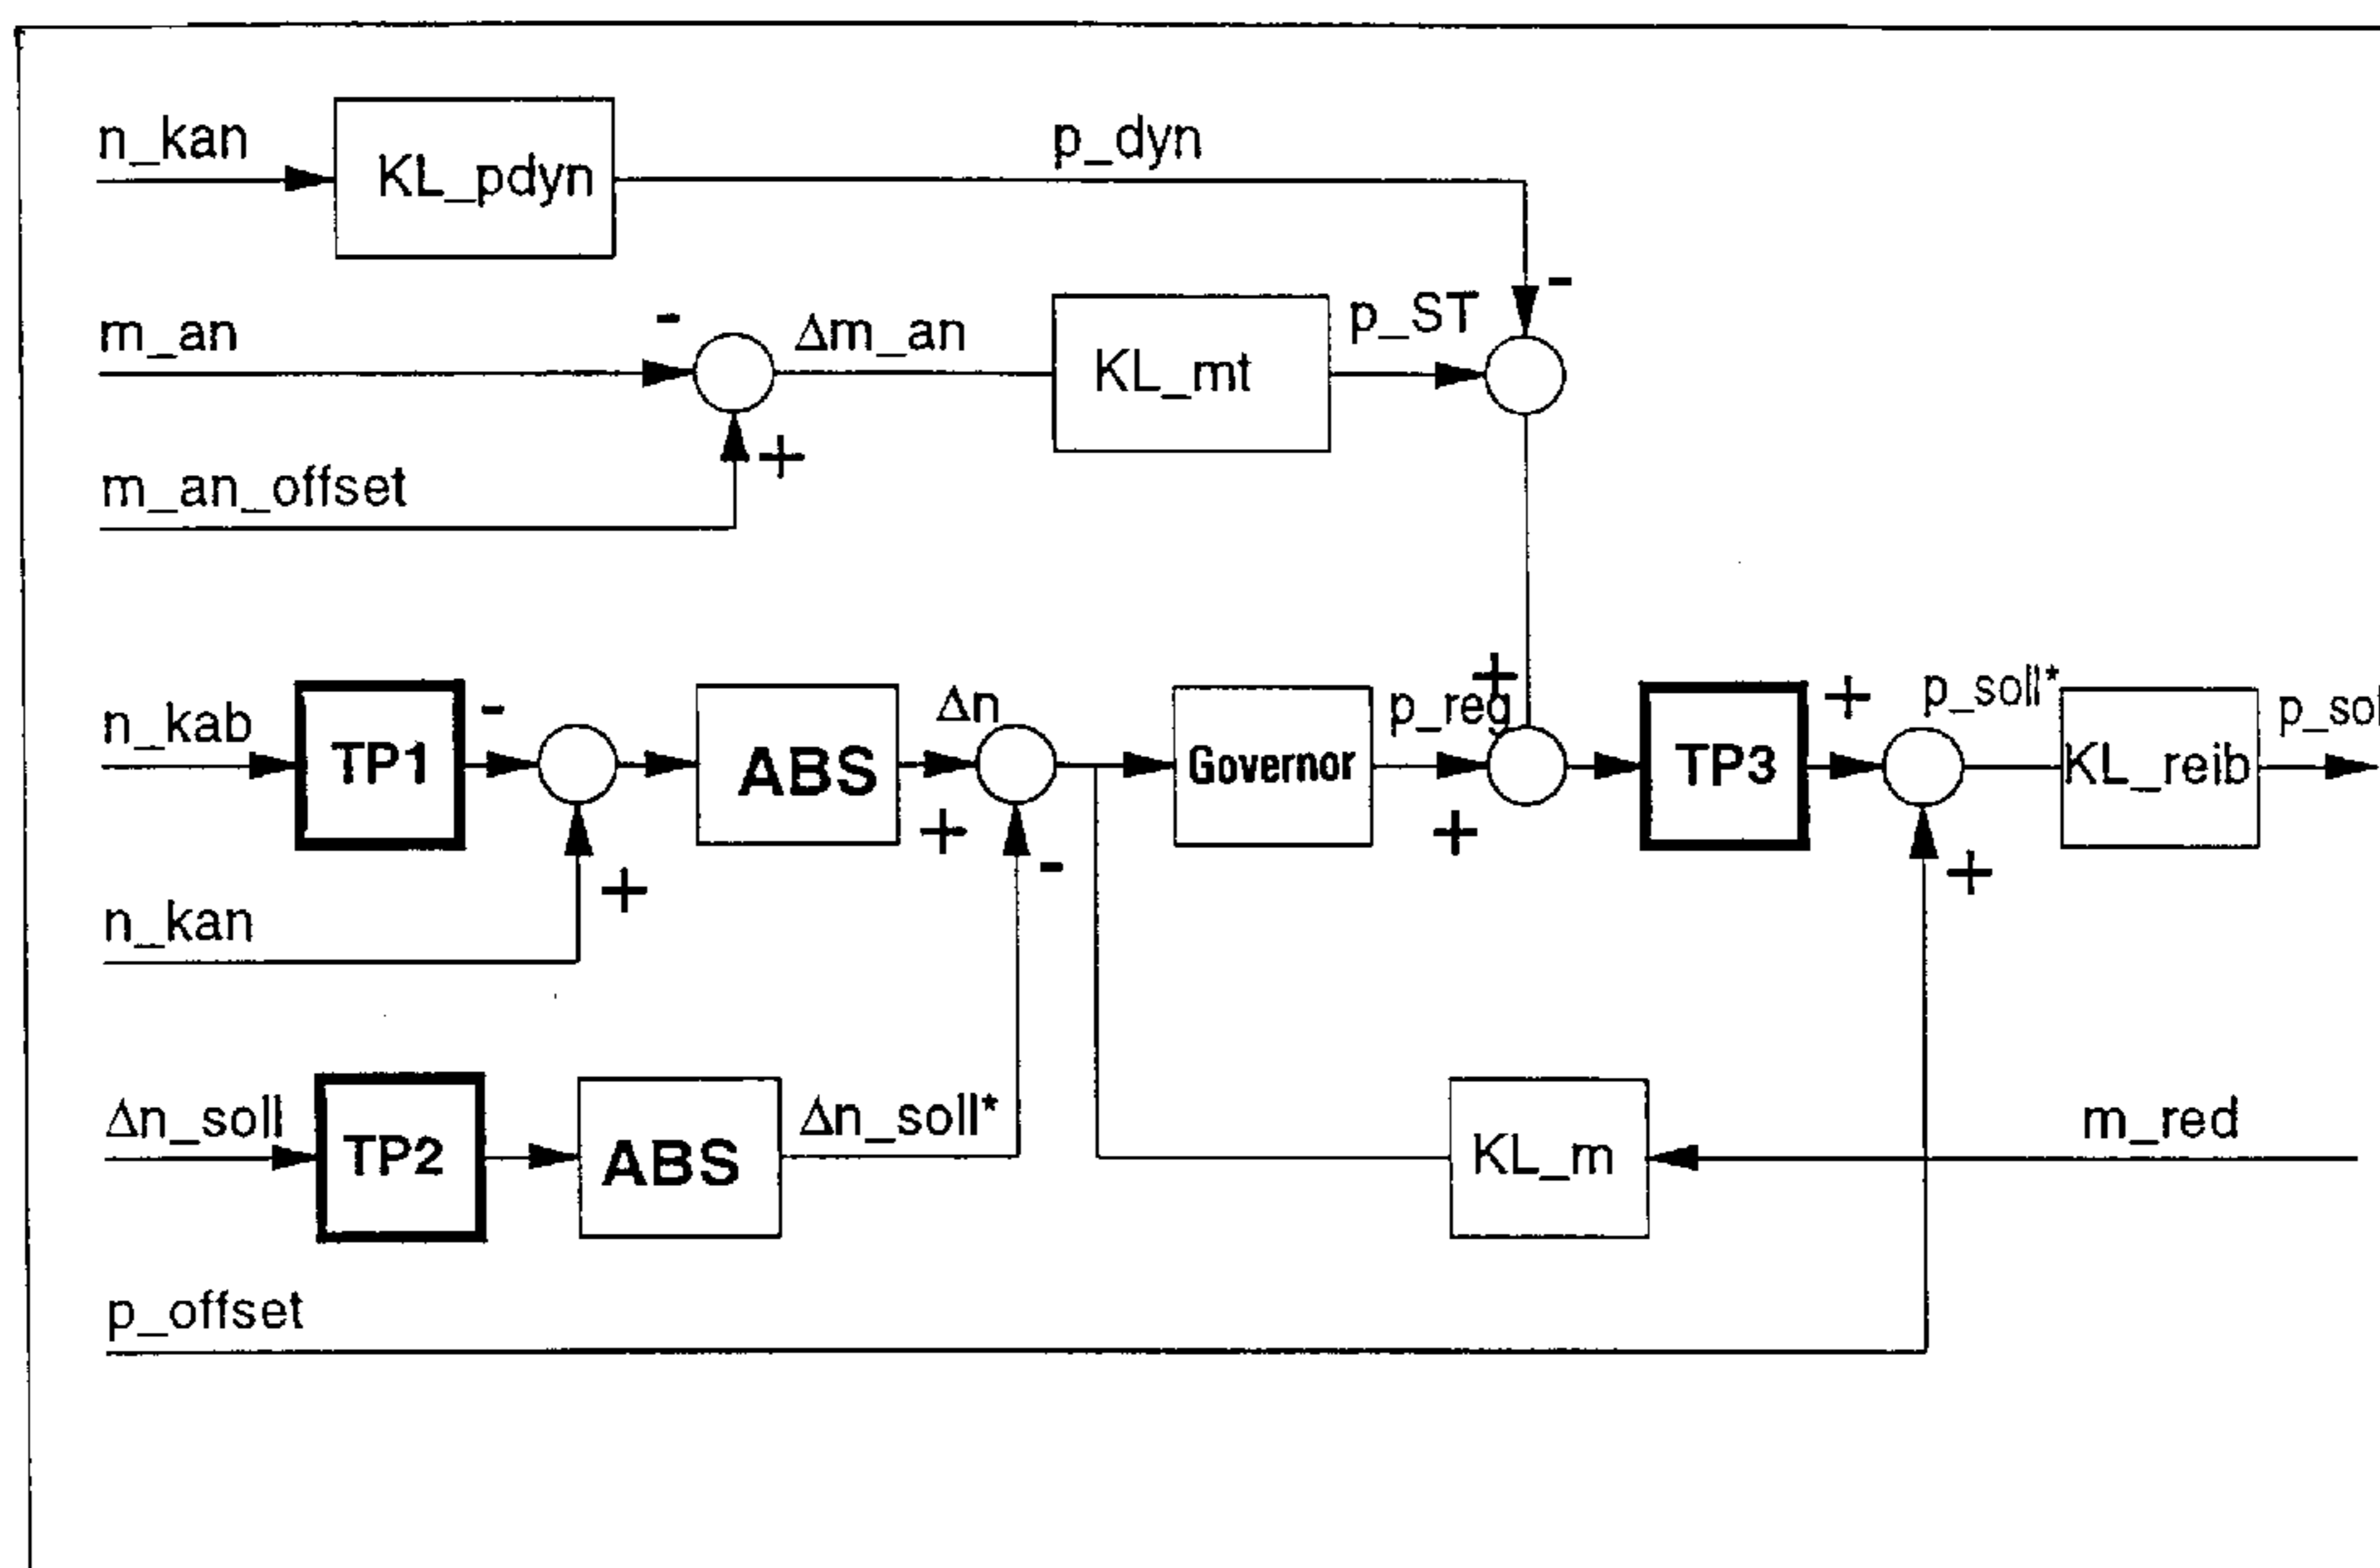 n_kan
KL_pdyn
p_dyn
-
m_an
-
Δm_an
KL_mt
p_ST
+
m_an_offset
n_kab
TP1
-
ABS
Δn
+
-
Governor
p_reg
+
+
TP3
+
p_soll*
KL_reib
+
n_kan
+
Δn_soll
TP2
ABS
Δn_soll*
KL_m
m_red
p_offset